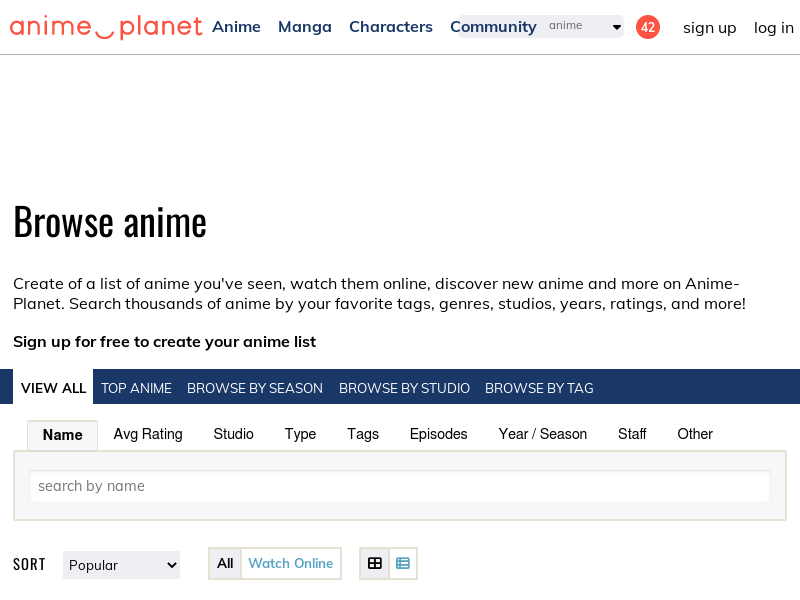 anime planet Anime Manga Characters Community anime 42 sign up log in
Browse anime
Create of a list of anime you've seen, watch them online, discover new anime and more on Anime-
Planet. Search thousands of anime by your favorite tags, genres, studios, years, ratings, and more!
Sign up for free to create your anime list
VIEW ALL TOP ANIME BROWSE BY SEASON BROWSE BY STUDIO BROWSE BY TAG
Name Avg Rating Studio Type Tags Episodes Year / Season Staff Other
search by name
SORT Popular All Watch Online